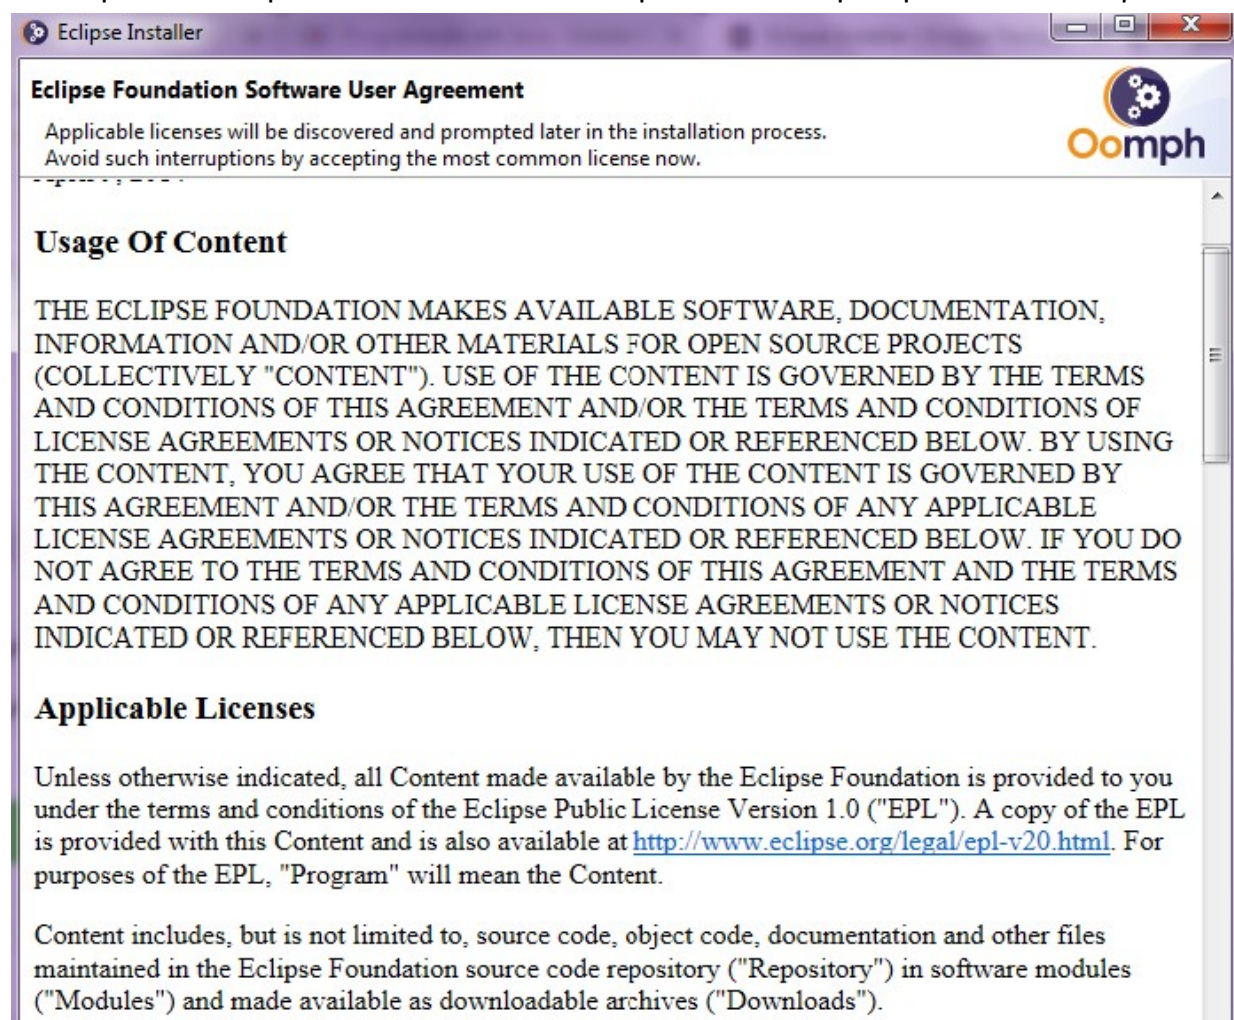 Eclipse Installer
Eclipse Foundation Software User Agreement
Applicable licenses will be discovered and prompted later in the installation process.
Avoid such interruptions by accepting the most common license now.
Oomph
Usage Of Content
THE ECLIPSE FOUNDATION MAKES AVAILABLE SOFTWARE, DOCUMENTATION,
INFORMATION AND/OR OTHER MATERIALS FOR OPEN SOURCE PROJECTS
(COLLECTIVELY "CONTENT"). USE OF THE CONTENT IS GOVERNED BY THE TERMS
AND CONDITIONS OF THIS AGREEMENT AND/OR THE TERMS AND CONDITIONS OF
LICENSE AGREEMENTS OR NOTICES INDICATED OR REFERENCED BELOW. BY USING
THE CONTENT, YOU AGREE THAT YOUR USE OF THE CONTENT IS GOVERNED BY
THIS AGREEMENT AND/OR THE TERMS AND CONDITIONS OF ANY APPLICABLE
LICENSE AGREEMENTS OR NOTICES INDICATED OR REFERENCED BELOW. IF YOU DO
NOT AGREE TO THE TERMS AND CONDITIONS OF THIS AGREEMENT AND THE TERMS
AND CONDITIONS OF ANY APPLICABLE LICENSE AGREEMENTS OR NOTICES
INDICATED OR REFERENCED BELOW, THEN YOU MAY NOT USE THE CONTENT.
Applicable Licenses
Unless otherwise indicated, all Content made available by the Eclipse Foundation is provided to you
under the terms and conditions of the Eclipse Public License Version 1.0 ("EPL"). A copy of the EPL
is provided with this Content and is also available at http://www.eclipse.org/legal/epl-v20.html. For
purposes of the EPL, "Program" will mean the Content.
Content includes, but is not limited to, source code, object code, documentation and other files
maintained in the Eclipse Foundation source code repository ("Repository") in software modules
("Modules") and made available as downloadable archives ("Downloads").